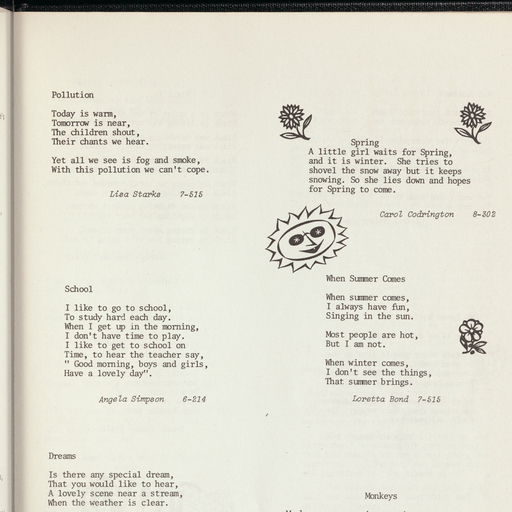 Pollution
Today is warm,
Tomorrow is near,
The children shout,
Their chants we hear.
Yet all we see is fog and smoke,
With this pollution we can't cope.
Lisa Starks 7-515
School
I like to go to school,
To study hard each day.
When I get up in the morning,
I don't have time to play.
I like to get to school on
Time, to hear the teacher say,
" Good morning, boys and girls,
Have a lovely day".
Angela Simpson 6-214
Dreams
Is there any special dream,
That you would like to hear,
A lovely scene near a stream,
When the weather is clear.
Spring
A little girl waits for Spring,
and it is winter. She tries to
shovel the snow away but it keeps
snowing. So she lies down and hopes
for Spring to come.
Carol Codrington 8-302
When Summer Comes
When summer comes,
I always have fun,
Singing in the sun.
Most people are hot,
But I am not.
When winter comes,
I don't see the things,
That summer brings.
Loretta Bond 7-515
Monkeys